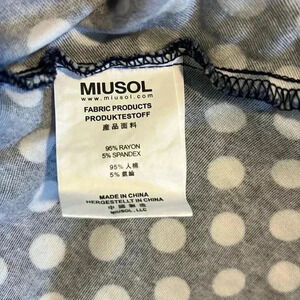 MIUSOL
www.miusol.com
FABRIC PRODUCTS
PRODUKTESTOFF
產品面料
95% RAYON
5% SPANDEX
95% 人棉
5% 氨綸
MADE IN CHINA
HERGESTELLT IN CHINA
中國製造
MIUSOL, LLC